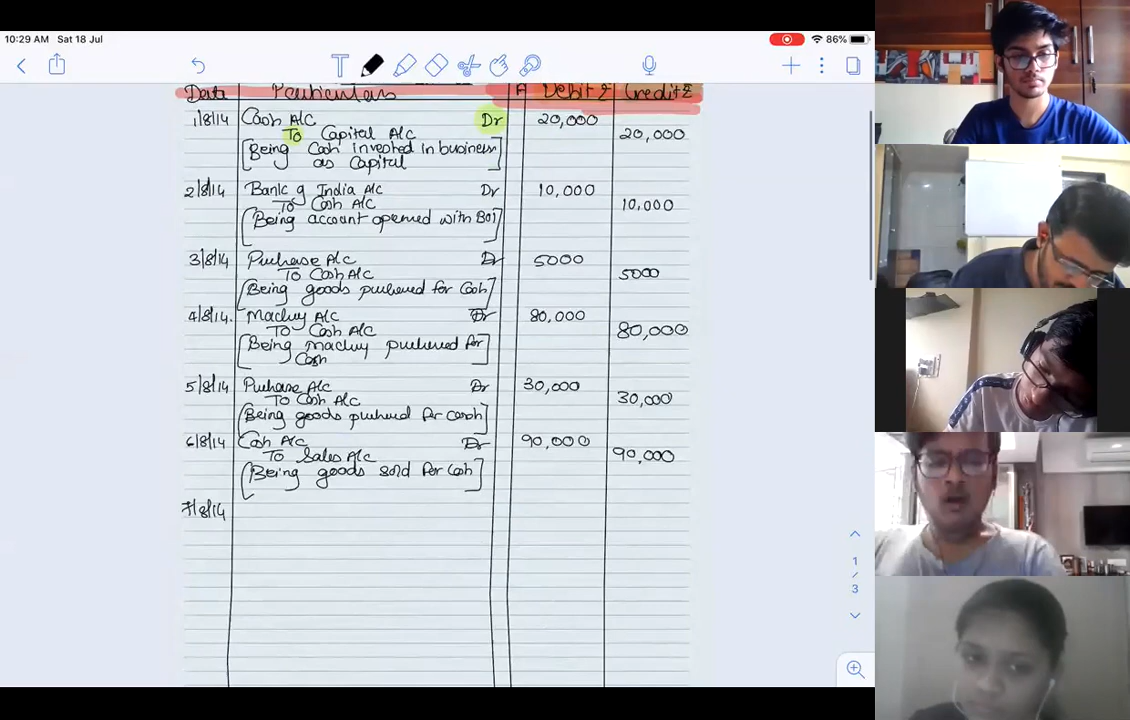 10:29 AM Sat 18 Jul 86%
Date Particulars F Debit ₹ Credit ₹
1/8/14 Cash A/c Dr 20,000
To Capital A/c 20,000
[Being Cash invested in business
as Capital]
2/8/14 Bank of India A/c Dr 10,000
To Cash A/c 10,000
[Being account opened with BOI]
3/8/14 Purchase A/c Dr 5000
To Cash A/c 5000
[Being goods purchased for Cash]
4/8/14. A/c Dr 80,000
To Cash A/c 80,000
[Being purchased for
Cash]
5/8/14 Purchase A/c Dr 30,000
To Cash A/c 30,000
[Being goods purchased for cash]
6/8/14 Cash A/c Dr 90,000
To Sales A/c 90,000
[Being goods sold for Cash]
7/8/14
1
/
3